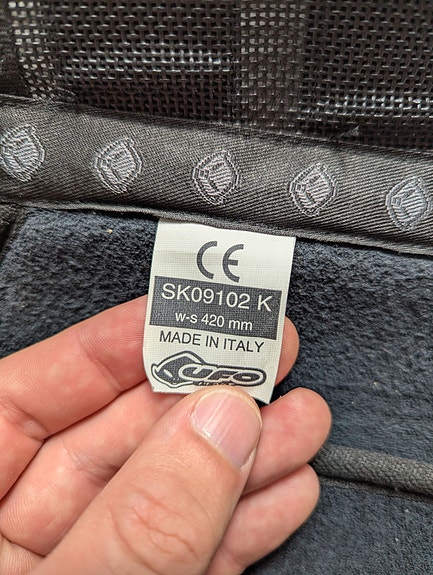 CE
SK09102 K
w-s 420 mm
MADE IN ITALY
UFO